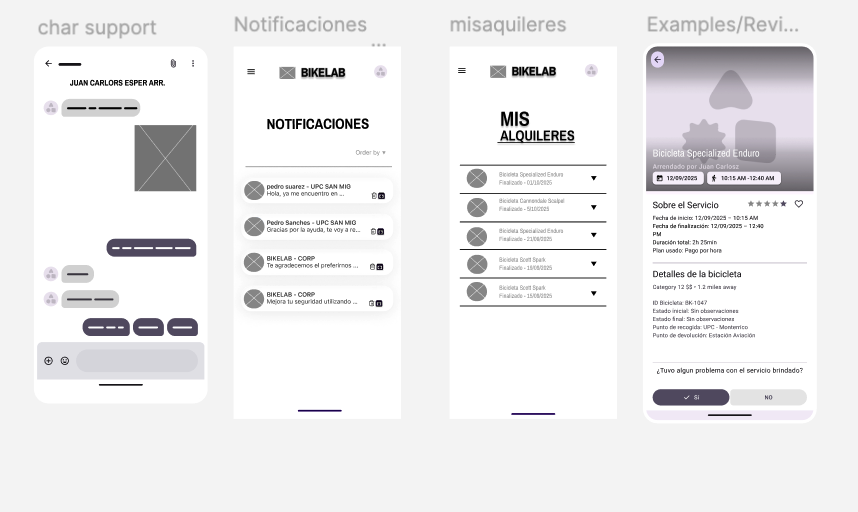 char support
JUAN CARLORS ESPER ARR.
Notificaciones
...
BIKELAB
NOTIFICACIONES
Order by ▾
pedro suarez - UPC SAN MIG
Hola, ya me encuentro en ...
Pedro Sanches - UPC SAN MIG
Gracias por la ayuda, te voy a re...
BIKELAB - CORP
Te agradecemos el preferirnos ...
BIKELAB - CORP
Mejora tu seguridad utilizando ...
misaquileres
BIKELAB
MIS
ALQUILERES
Bicicleta Specialized Enduro
Finalizado - 01/10/2025
Bicicleta Cannondale Scalpel
Finalizado - 5/10/2025
Bicicleta Specialized Enduro
Finalizado - 21/09/2025
Bicicleta Scott Spark
Finalizado - 15/08/2025
Bicicleta Scott Spark
Finalizado - 15/08/2025
Examples/Revi...
Bicicleta Specialized Enduro
Arrendado por Juan Carlosz
12/09/2025
10:15 AM -12:40 AM
Sobre el Servicio
Fecha de inicio: 12/09/2025 – 10:15 AM
Fecha de finalización: 12/09/2025 – 12:40
PM
Duración total: 2h 25min
Plan usado: Pago por hora
Detalles de la bicicleta
Category 12 $$ • 1.2 miles away
ID Bicicleta: BK-1047
Estado inicial: Sin observaciones
Estado final: Sin observaciones
Punto de recogida: UPC - Monterrico
Punto de devolución: Estación Aviación
¿Tuvo algun problema con el servicio brindado?
SI
NO